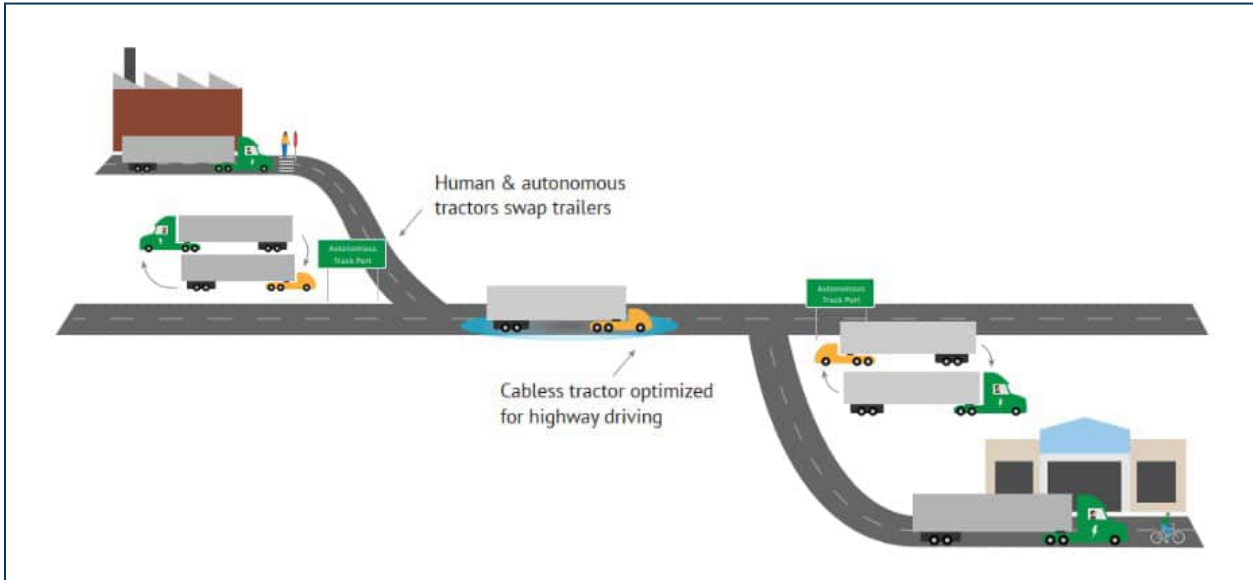 Human & autonomous
tractors swap trailers
Autonomous
Truck Port
Autonomous
Truck Port
Cabless tractor optimized
for highway driving